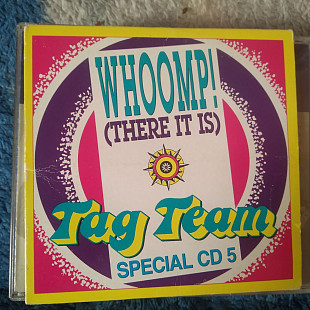 WHOOMP!
(THERE IT IS)
Tag Team
SPECIAL CD 5